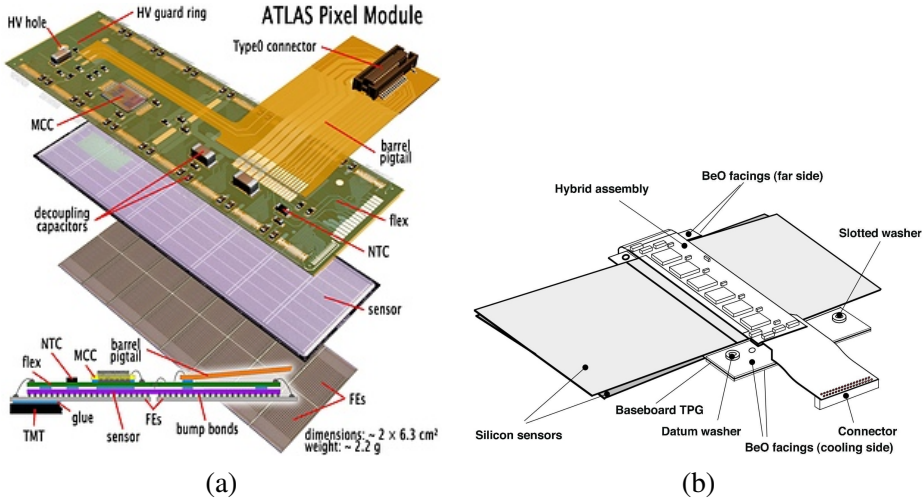 ATLAS Pixel Module
HV guard ring
HV hole
Type0 connector
MCC
barrel
pigtail
decoupling
capacitors
flex
NTC
sensor
barrel
pigtail
NTC
MCC
flex
FEs
glue
FEs
TMT
sensor
bump bonds
dimensions: ~ 2 × 6.3 cm²
weight: ~ 2.2 g
(a)
BeO facings (far side)
Hybrid assembly
Slotted washer
Baseboard TPG
Silicon sensors
Datum washer
Connector
BeO facings (cooling side)
(b)